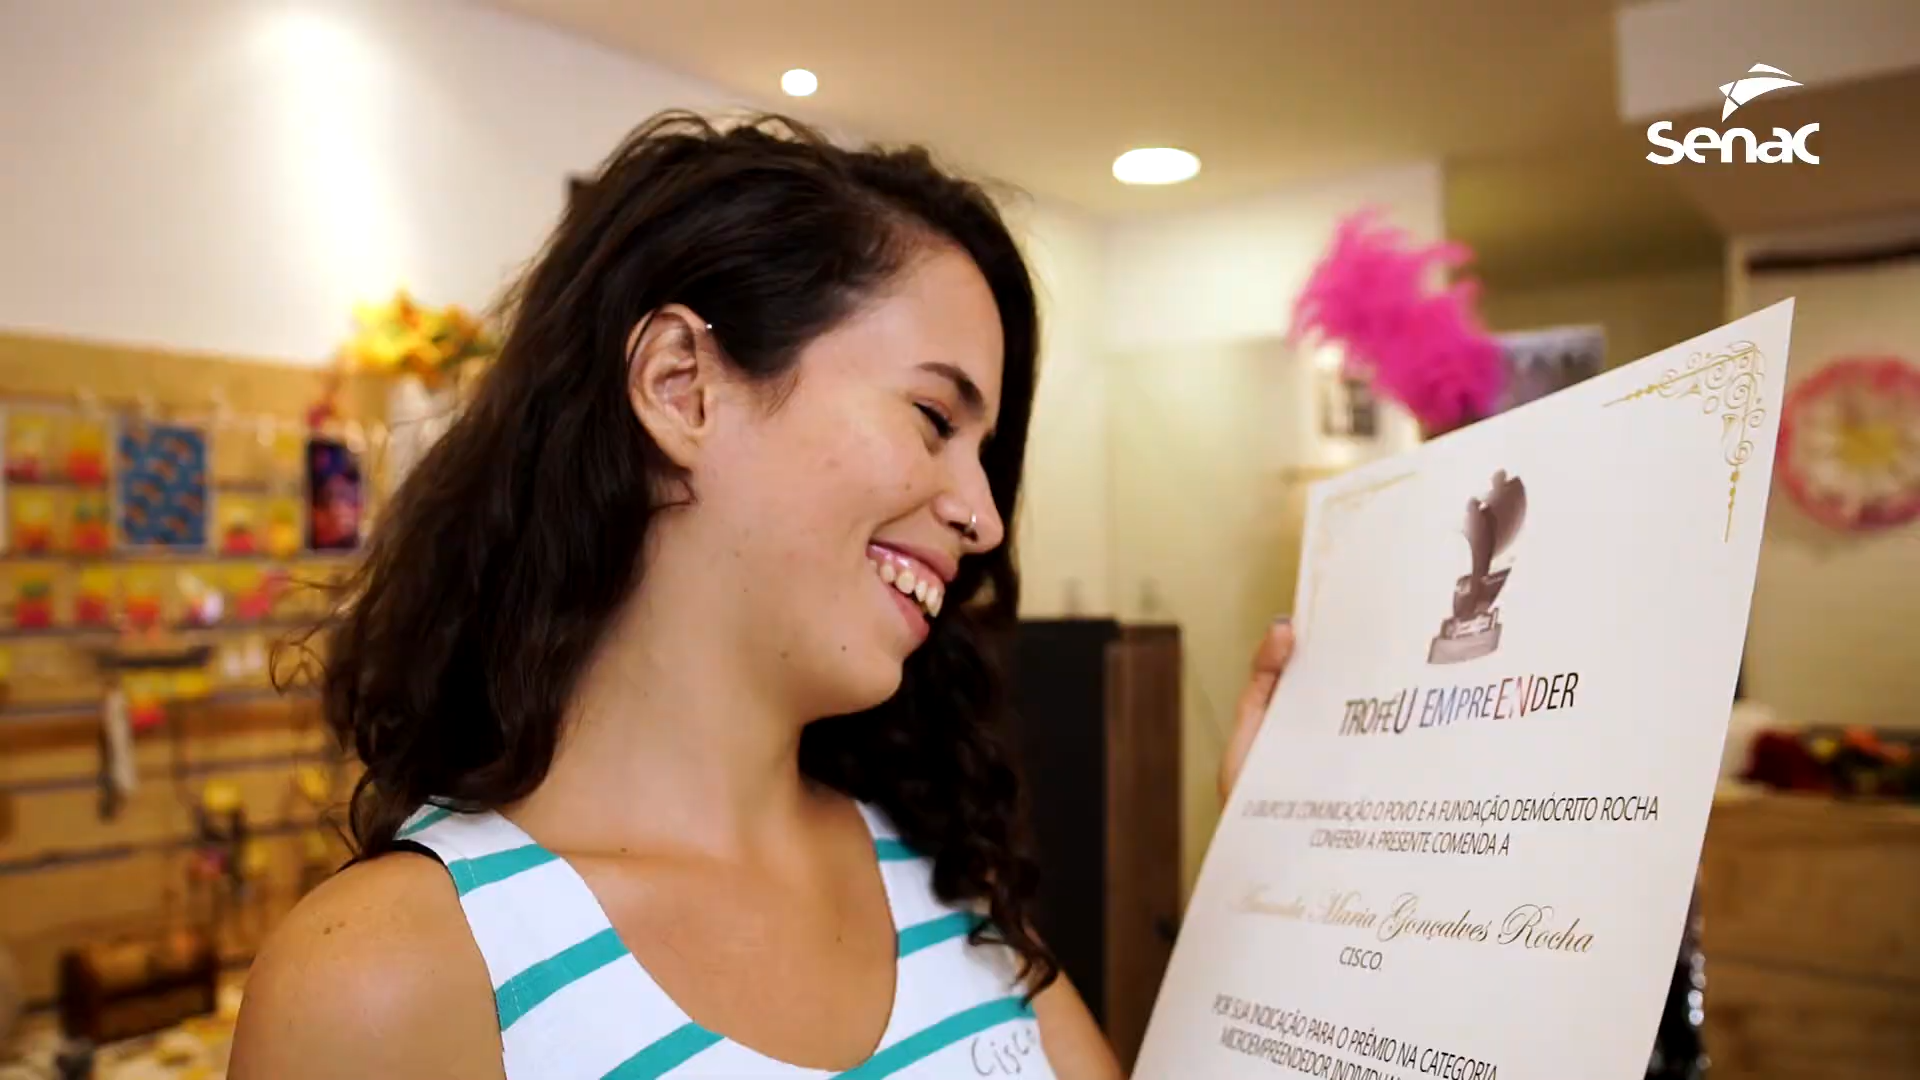 Senac
TROFÉU EMPREENDER
O GRUPO DE COMUNICAÇÃO O POVO E A FUNDAÇÃO DEMÓCRITO ROCHA
CONFEREM A PRESENTE COMENDA A
Maria Gonçalves Rocha
CISCO.
POR SUA INDICAÇÃO PARA O PRÊMIO NA CATEGORIA
MICROEMPREENDEDOR
Cisco